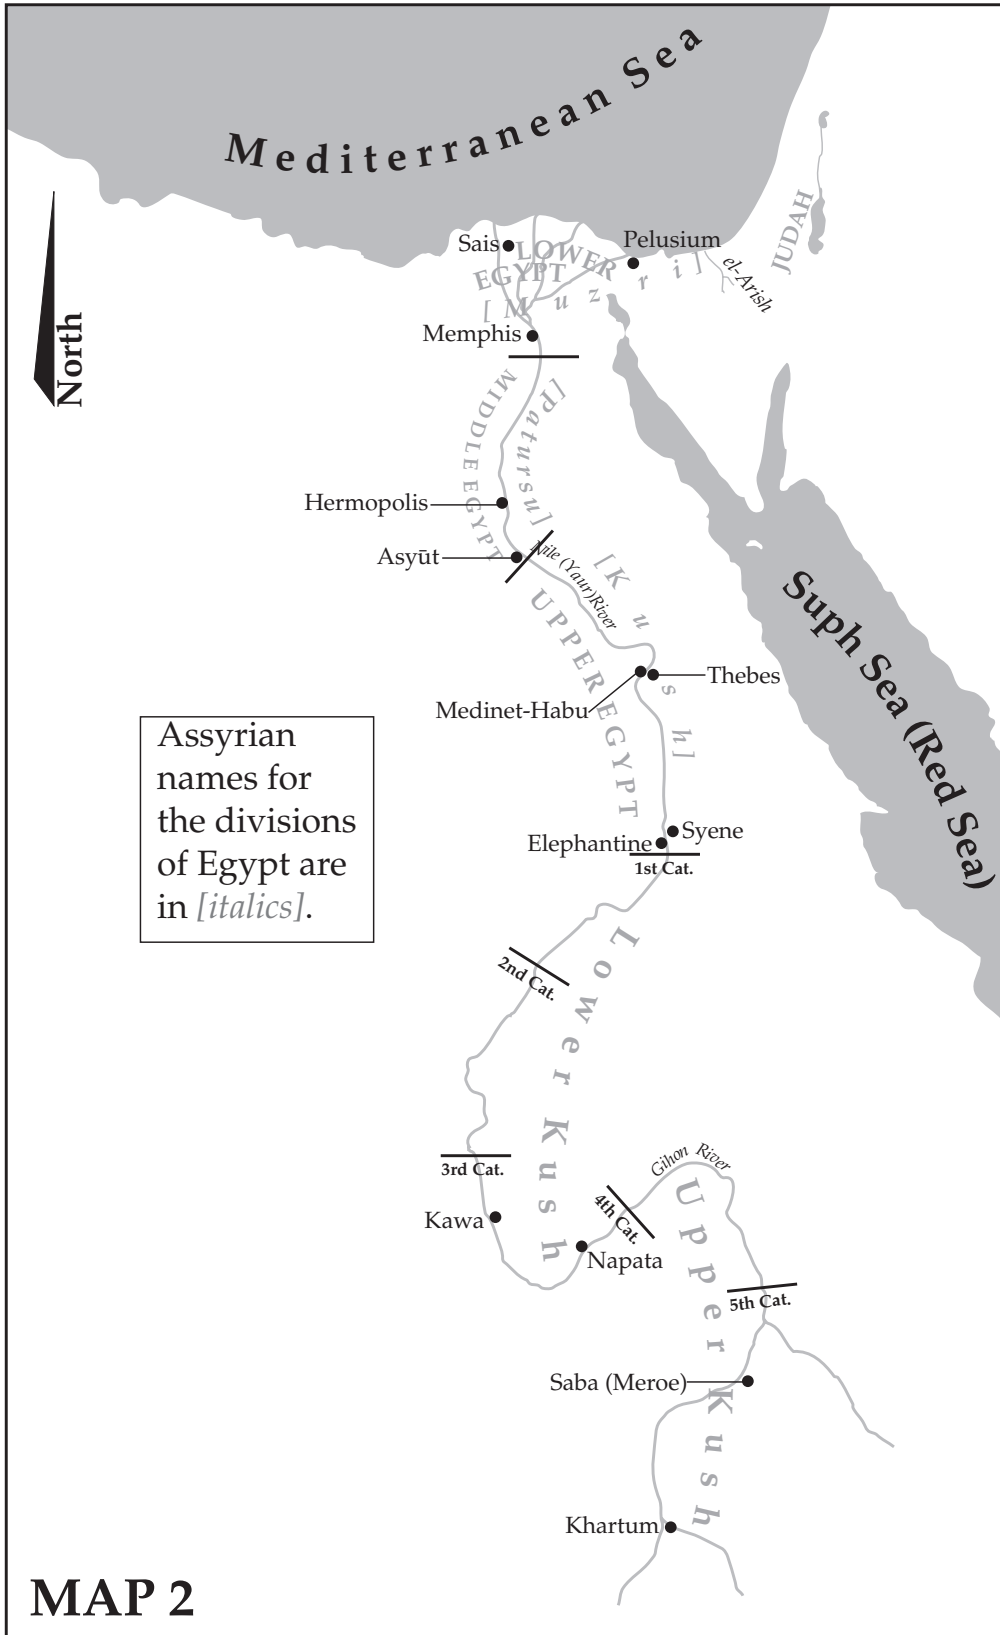 Mediterranean Sea
JUDAH
Sais
LOWER
EGYPT
Pelusium
el-Arish
[Muzri]
North
Memphis
MIDDLE EGYPT
[Patursu]
Hermopolis
Asyūt
Nile (Yaur)River
[Kush]
UPPER EGYPT
Suph Sea (Red Sea)
Thebes
Medinet-Habu
Assyrian
names for
the divisions
of Egypt are
in [italics].
Syene
Elephantine
1st Cat.
Lower Kush
2nd Cat.
3rd Cat.
Gihon River
Upper Kush
4th Cat.
Kawa
Napata
5th Cat.
Saba (Meroe)
Khartum
MAP 2